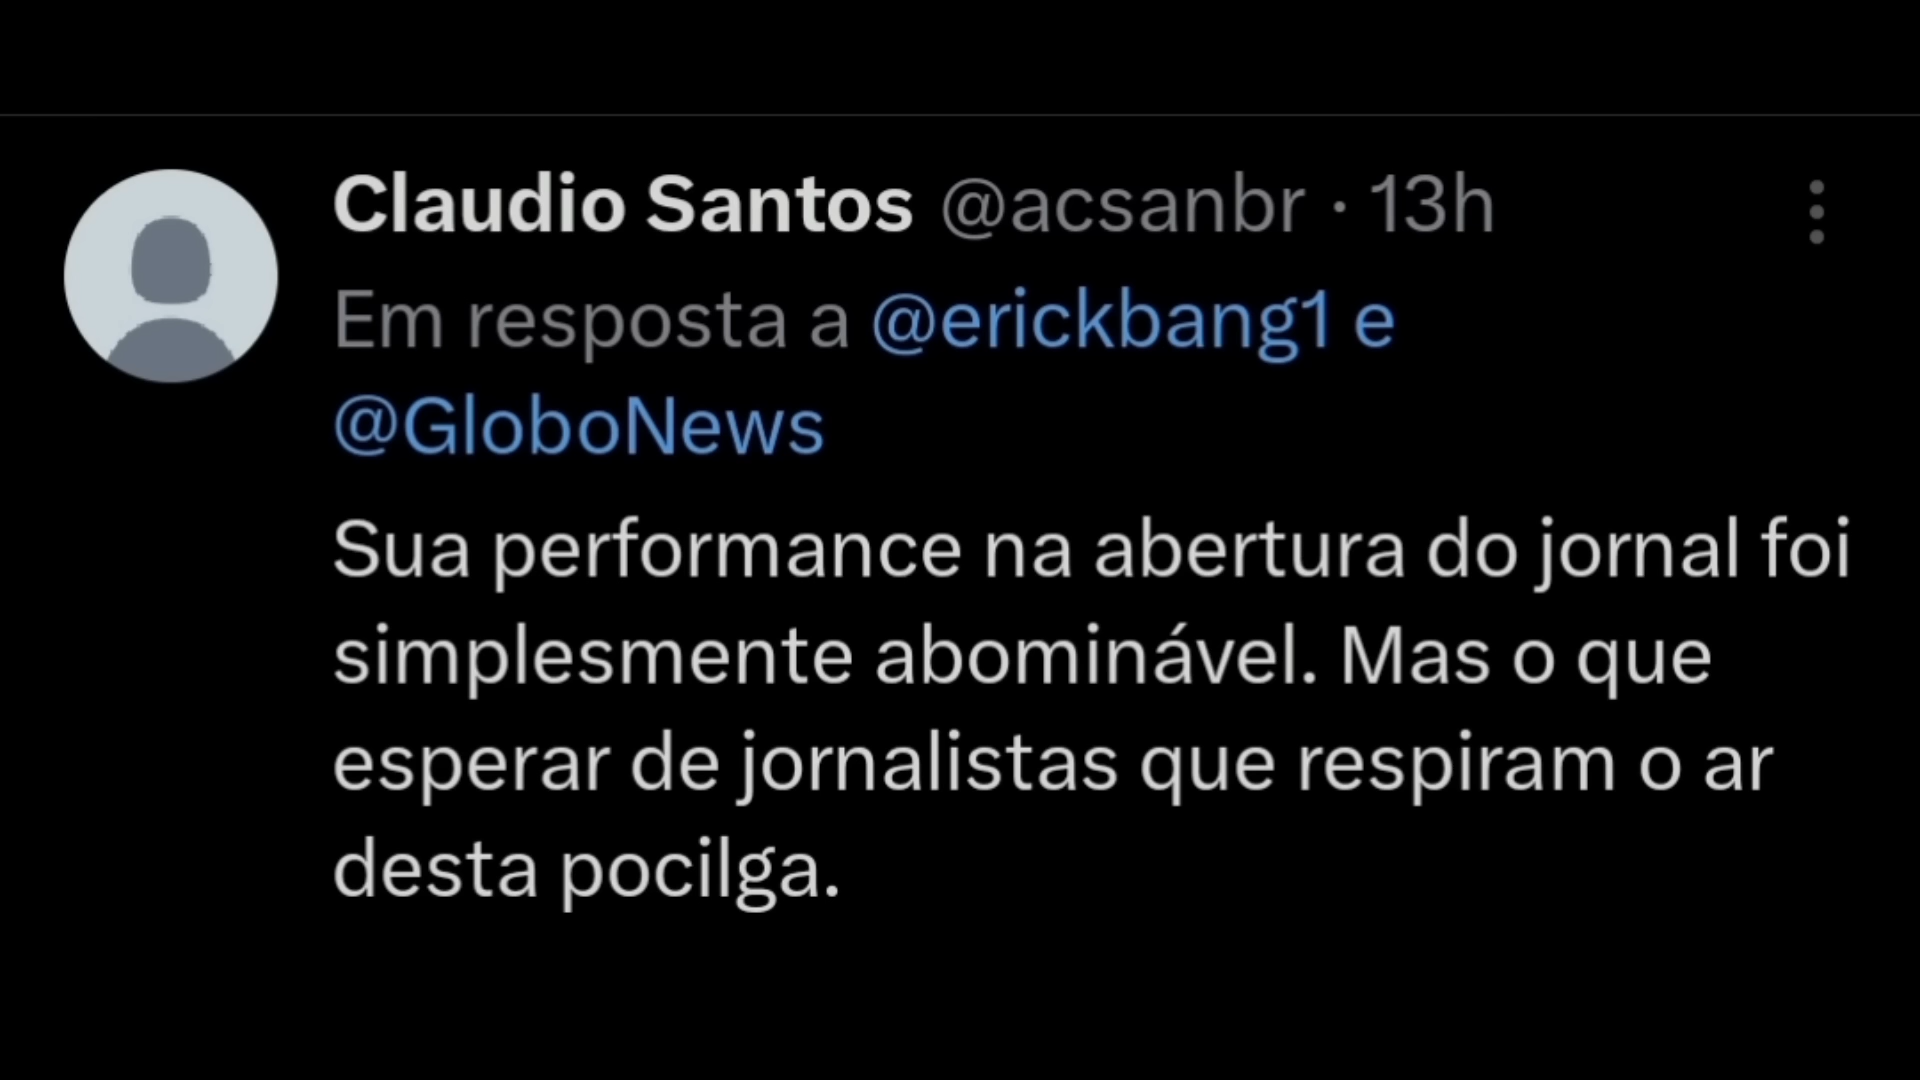 Claudio Santos @acsanbr · 13h
Em resposta a @erickbang1 e
@GloboNews
Sua performance na abertura do jornal foi
simplesmente abominável. Mas o que
esperar de jornalistas que respiram o ar
desta pocilga.